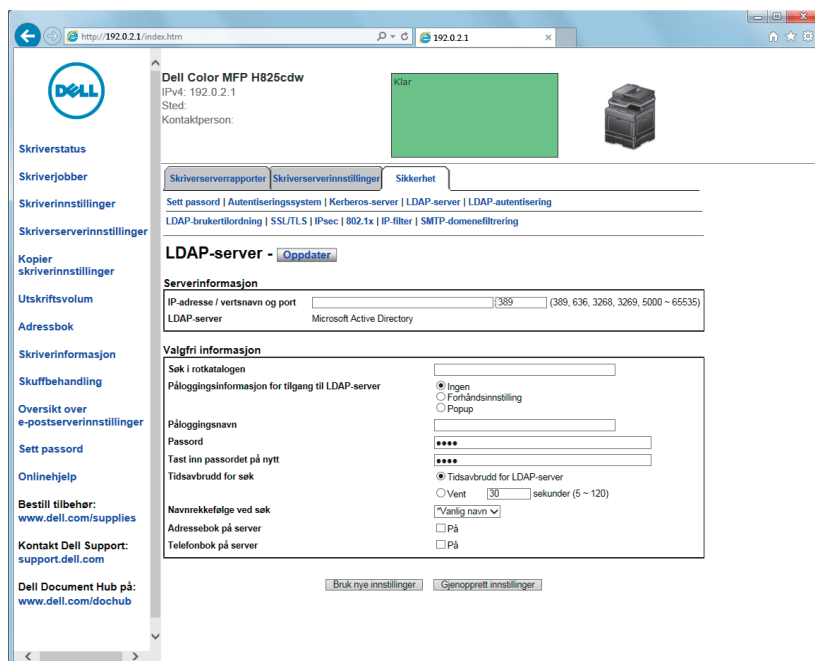 http://192.0.2.1/index.htm
192.0.2.1
DELL
Dell Color MFP H825cdw
IPv4: 192.0.2.1
Sted:
Kontaktperson:
Klar
Skriverstatus
Skriverjobber
Skriverinnstillinger
Skriverserverinnstillinger
Kopier
skriverinnstillinger
Utskriftsvolum
Adressbok
Skriverinformasjon
Skuffbehandling
Oversikt over
e-postserverinnstillinger
Sett passord
Onlinehjelp
Bestill tilbehør:
www.dell.com/supplies
Kontakt Dell Support:
support.dell.com
Dell Document Hub på:
www.dell.com/dochub
Skriverserverrapporter Skriverserverinnstillinger Sikkerhet
Sett passord | Autentiseringssystem | Kerberos-server | LDAP-server | LDAP-autentisering
LDAP-brukertilordning | SSL/TLS | IPsec | 802.1x | IP-filter | SMTP-domenefiltrering
LDAP-server - Oppdater
Serverinformasjon
IP-adresse / vertsnavn og port :389 (389, 636, 3268, 3269, 5000 ~ 65535)
LDAP-server Microsoft Active Directory
Valgfri informasjon
Søk i rotkatalogen
Påloggingsinformasjon for tilgang til LDAP-server Ingen
Forhåndsinnstilling
Popup
Påloggingsnavn
Passord ••••
Tast inn passordet på nytt ••••
Tidsavbrudd for søk Tidsavbrudd for LDAP-server
Vent 30 sekunder (5 ~ 120)
Navnrekkefølge ved søk *Vanlig navn
Adressebok på server På
Telefonbok på server På
Bruk nye innstillinger Gjenopprett innstillinger